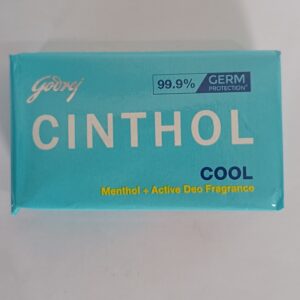 Godrej
99.9% GERM
PROTECTION*
CINTHOL
COOL
Menthol + Active Deo Fragrance